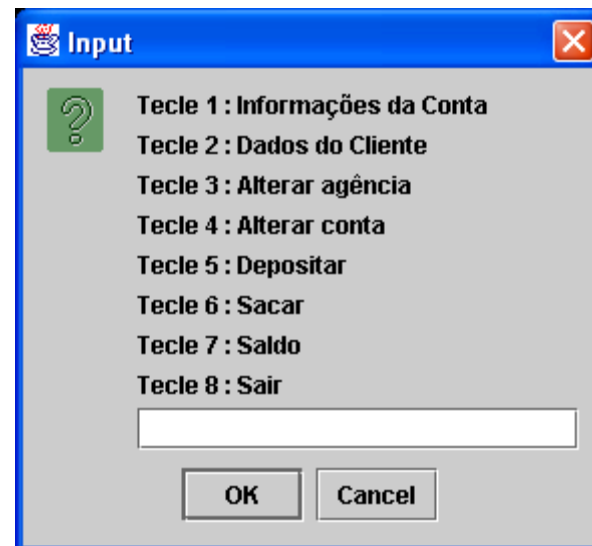 Input
Tecle 1 : Informações da Conta
Tecle 2 : Dados do Cliente
Tecle 3 : Alterar agência
Tecle 4 : Alterar conta
Tecle 5 : Depositar
Tecle 6 : Sacar
Tecle 7 : Saldo
Tecle 8 : Sair
OK Cancel